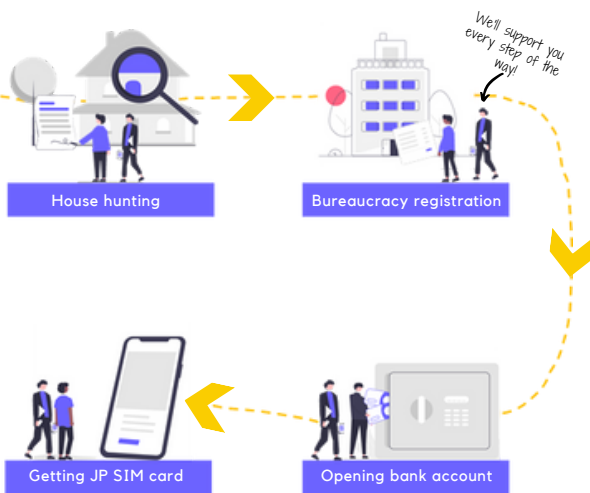 We'll support you
every step of the
way!
House hunting
Bureaucracy registration
Getting JP SIM card
Opening bank account